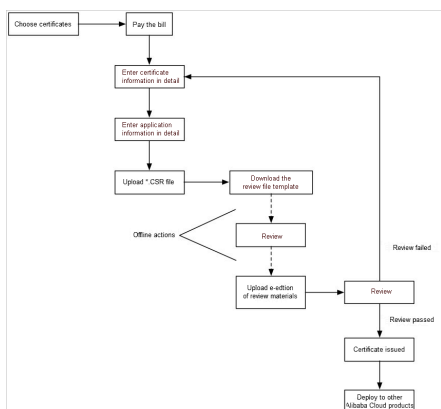 Choose certificates
Pay the bill
Enter certificate
information in detail
Enter application
information in detail
Upload *.CSR file
Download the
review file template
Offline actions
Review
Review failed
Upload e-edtion
of review materials
Review
Review passed
Certificate issued
Deploy to other
Alibaba Cloud products